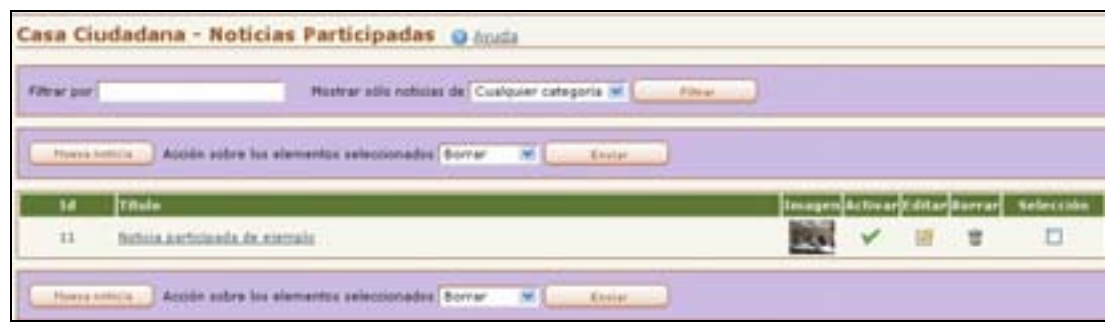 Casa Ciudadana - Noticias Participadas Ayuda
Filtrar por Mostrar sólo noticias de Cualquier categoria Filtrar
Nueva noticia Acción sobre los elementos seleccionados Borrar Enviar
Id Título Imagen Activar Editar Borrar Selección
11 Noticia participada de ejemplo
Nueva noticia Acción sobre los elementos seleccionados Borrar Enviar